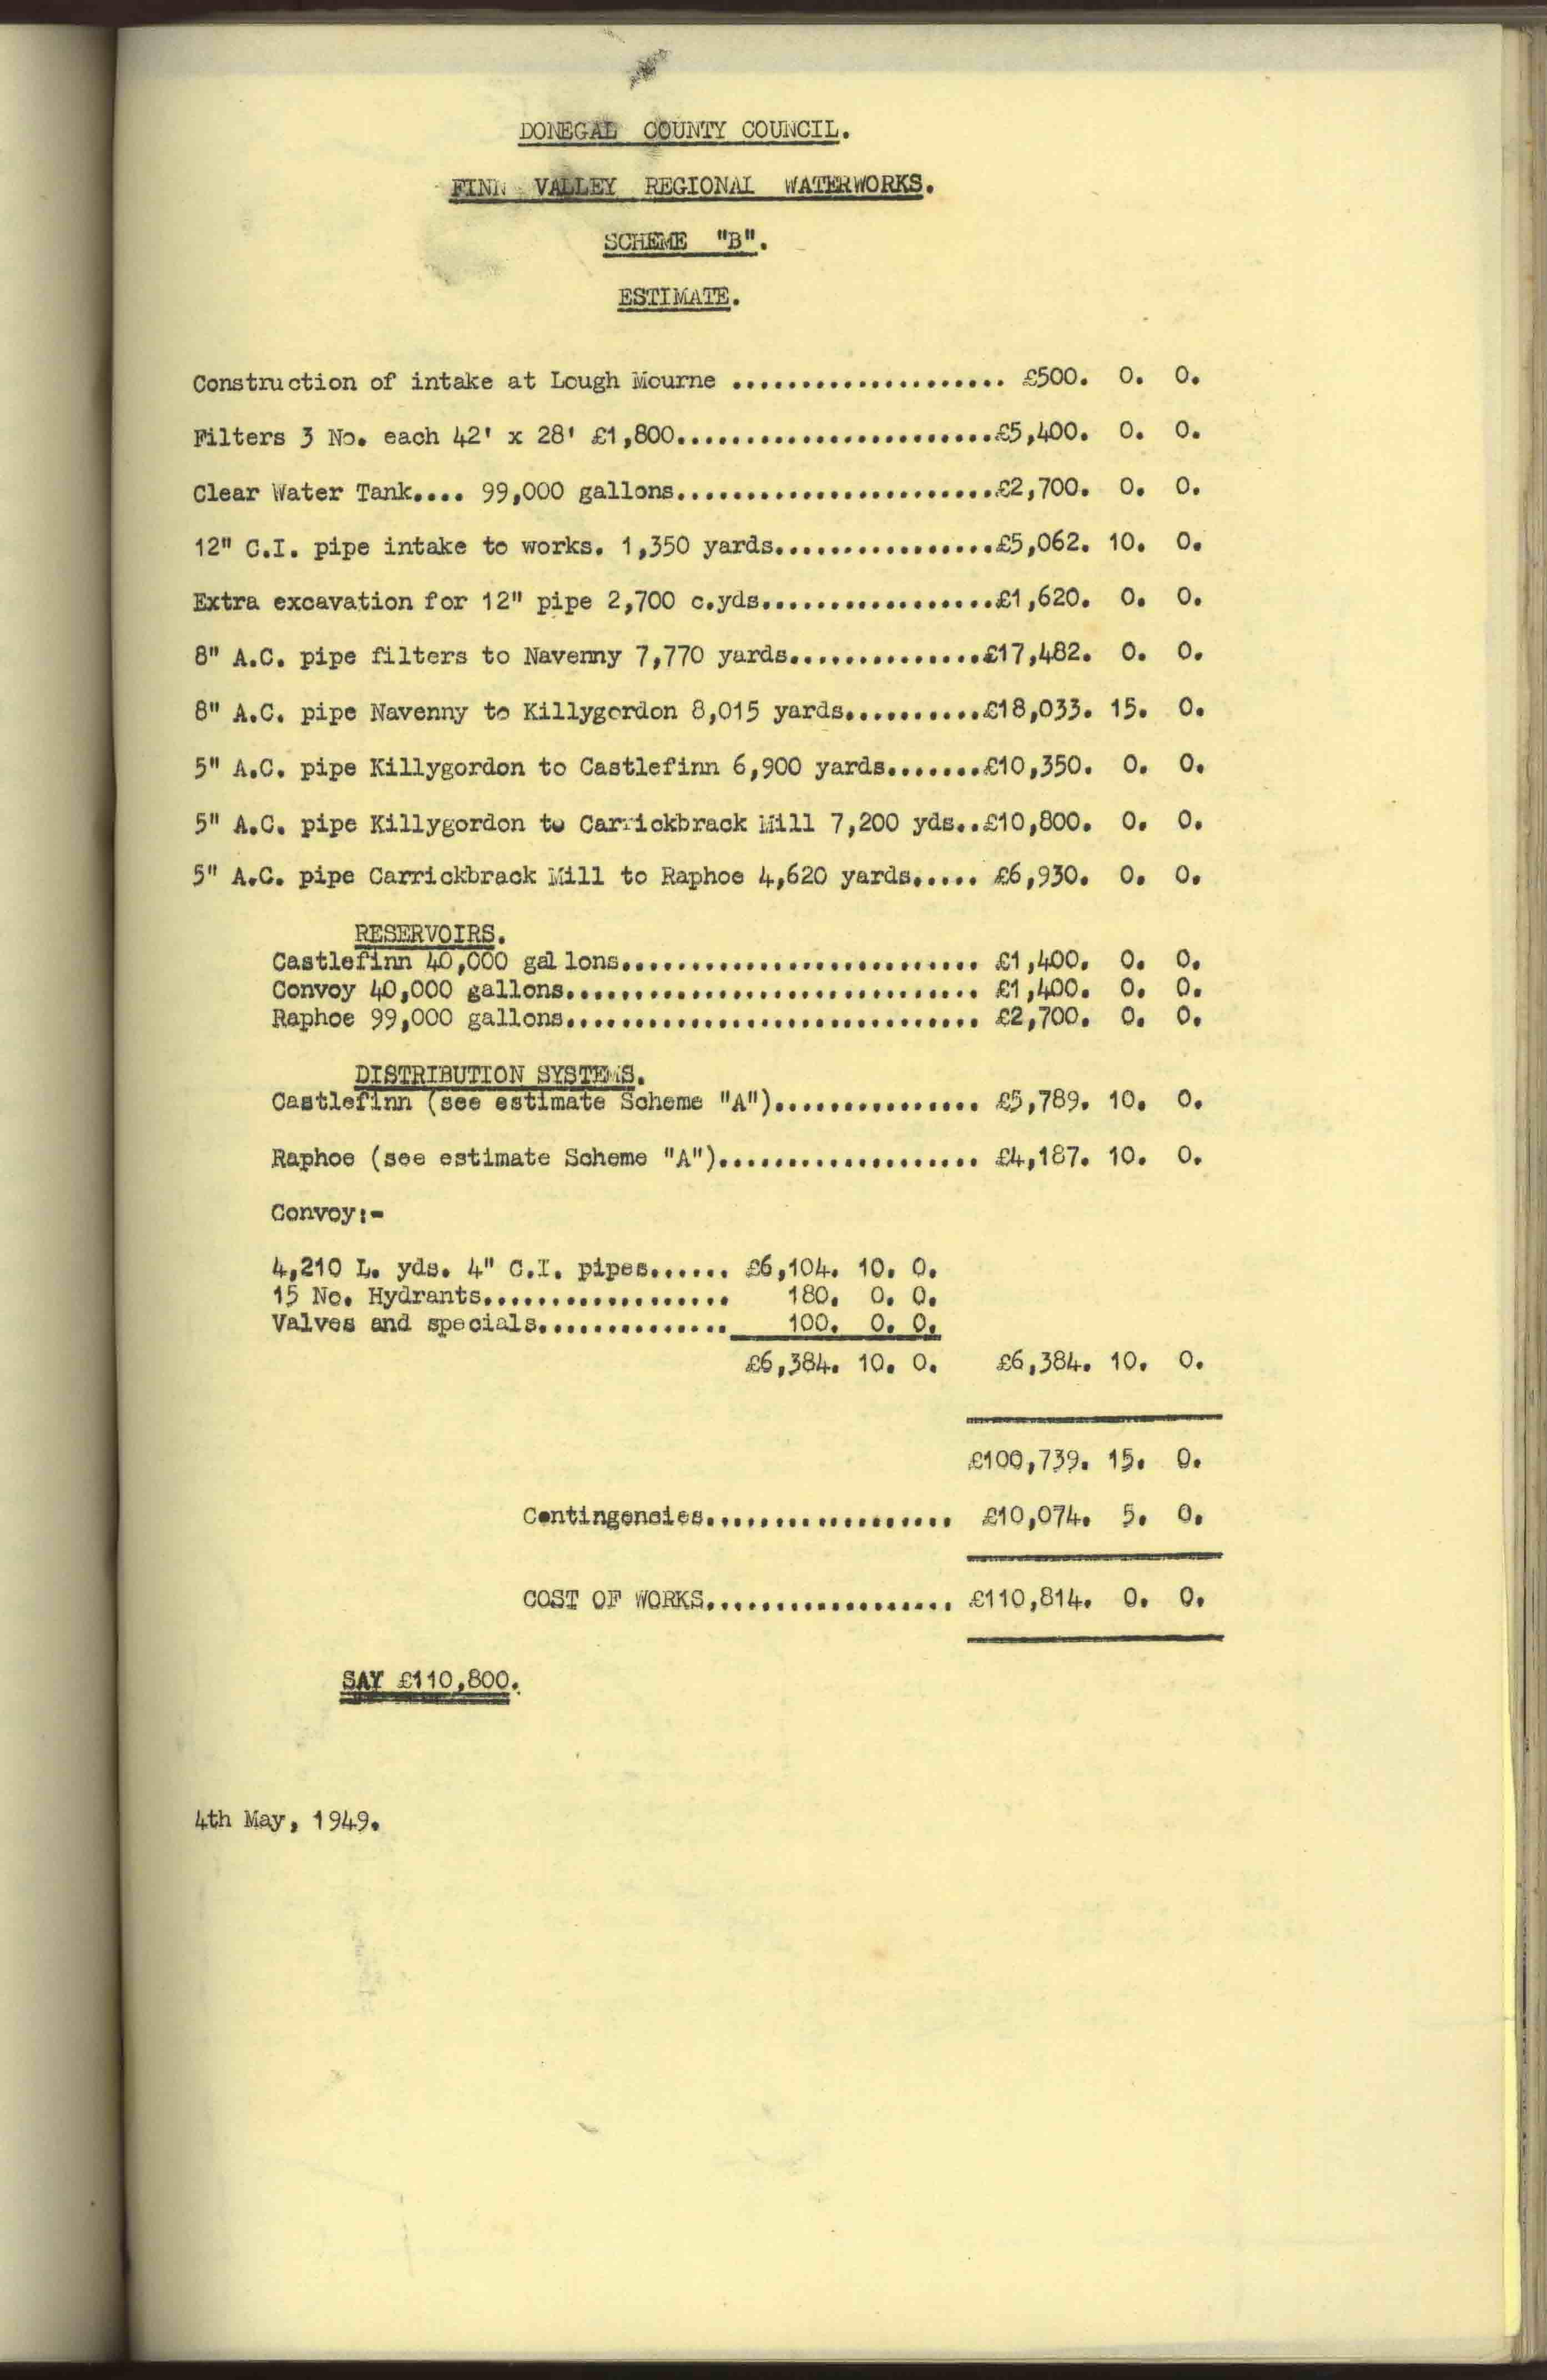 DONEGAL COUNTY COUNCIL.
FINN VALLEY REGIONAL WATERWORKS.
SCHEME "B".
ESTIMATE.
Construction of intake at Lough Mourne .................... £500. 0. 0.
Filters 3 No. each 42' x 28' £1,800.......................£5,400. 0. 0.
Clear Water Tank.... 99,000 gallons.......................£2,700. 0. 0.
12" C.I. pipe intake to works. 1,350 yards................£5,062. 10. 0.
Extra excavation for 12" pipe 2,700 c.yds.................£1,620. 0. 0.
8" A.C. pipe filters to Navenny 7,770 yards..............£17,482. 0. 0.
8" A.C. pipe Navenny to Killygordon 8,015 yards..........£18,033. 15. 0.
5" A.C. pipe Killygordon to Castlefinn 6,900 yards.......£10,350. 0. 0.
5" A.C. pipe Killygordon to Carrickbrack Mill 7,200 yds..£10,800. 0. 0.
5" A.C. pipe Carrickbrack Mill to Raphoe 4,620 yards..... £6,930. 0. 0.
RESERVOIRS.
Castlefinn 40,000 gallons.......................... £1,400. 0. 0.
Convoy 40,000 gallons.............................. £1,400. 0. 0.
Raphoe 99,000 gallons.............................. £2,700. 0. 0.
DISTRIBUTION SYSTEMS.
Castlefinn (see estimate Scheme "A")............... £5,789. 10. 0.
Raphoe (see estimate Scheme "A")................... £4,187. 10. 0.
Convoy:-
4,210 L. yds. 4" C.I. pipes...... £6,104. 10. 0.
15 No. Hydrants.................. 180. 0. 0.
Valves and specials.............. 100. 0. 0.
£6,384. 10. 0. £6,384. 10. 0.
£100,739. 15. 0.
Contingencies.................. £10,074. 5. 0.
COST OF WORKS.................. £110,814. 0. 0.
SAY £110,800.
4th May, 1949.